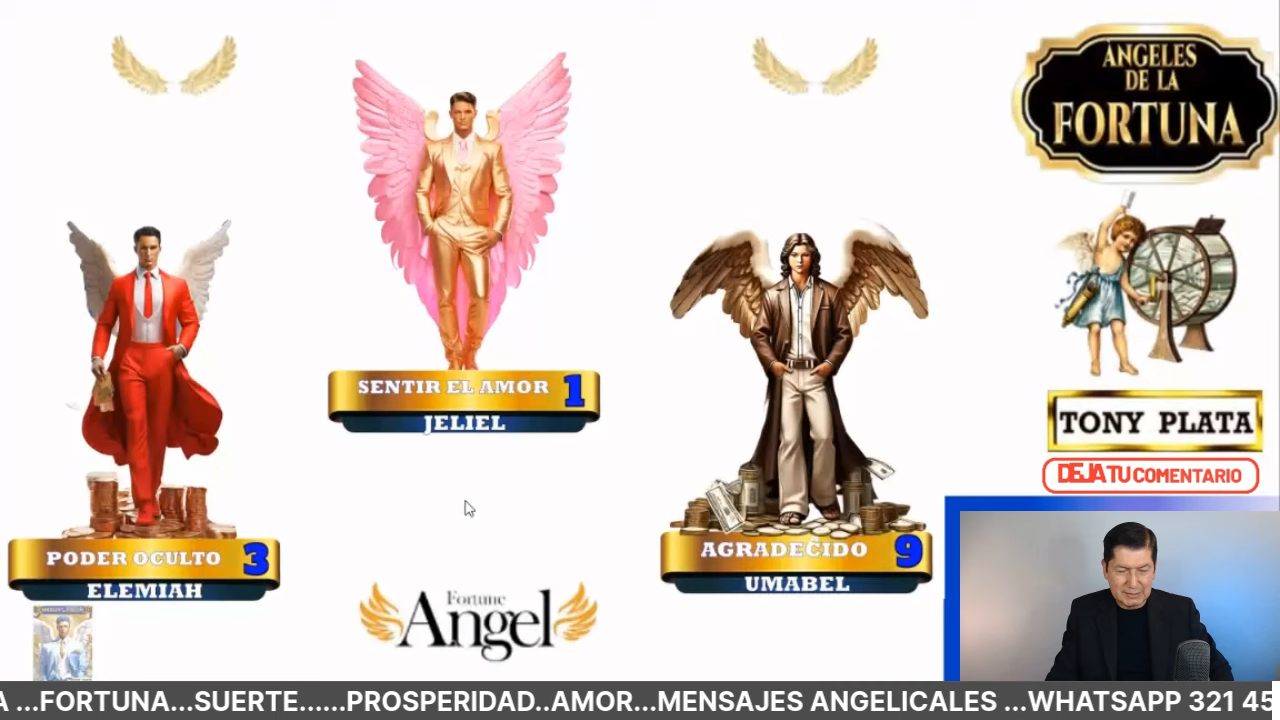 ÀNGELES
DE LA
FORTUNA
SENTIR EL AMOR 1
JELIEL
TONY PLATA
DEJA TU COMENTARIO
PODER OCULTO 3
ELEMIAH
AGRADECIDO 9
UMABEL
Fortune
Angel
A ...FORTUNA...SUERTE......PROSPERIDAD..AMOR...MENSAJES ANGELICALES ...WHATSAPP 321 45